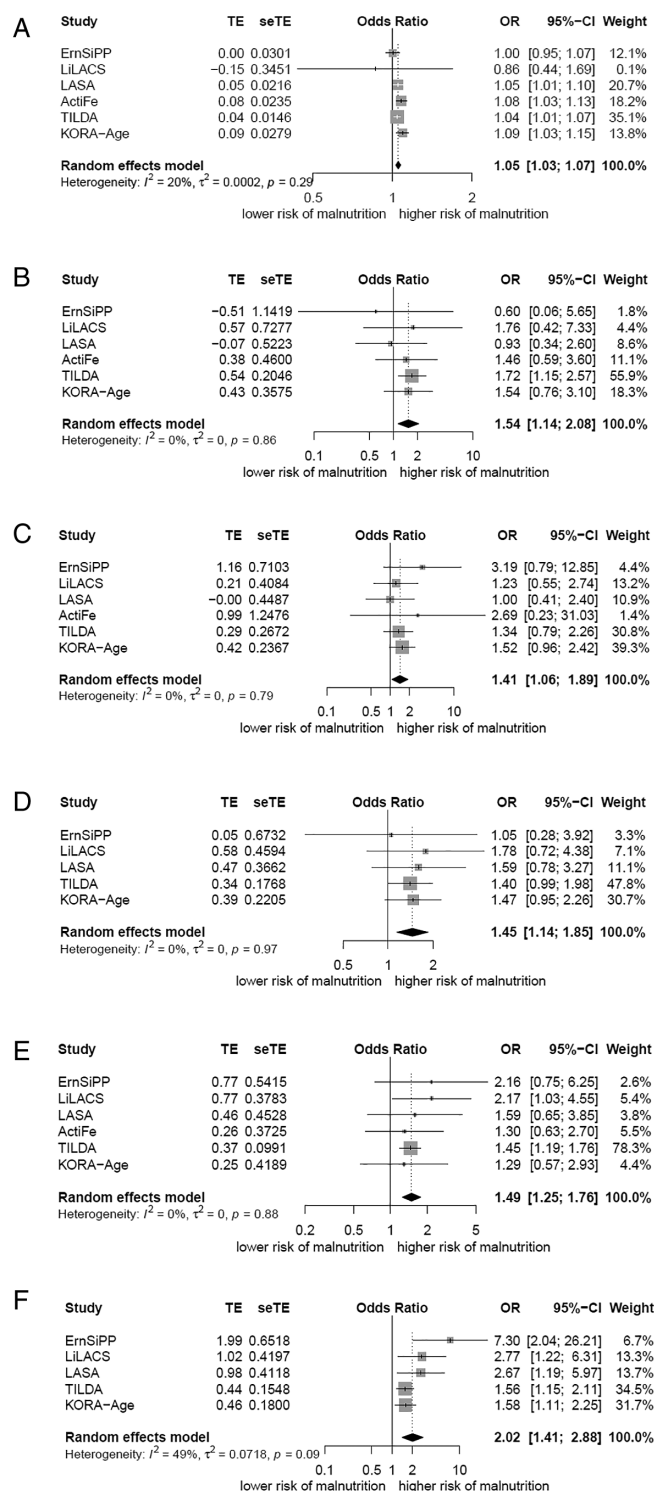 A
Study TE seTE Odds Ratio OR 95%−CI Weight
ErnSiPP 0.00 0.0301 1.00 [0.95; 1.07] 12.1%
LiLACS −0.15 0.3451 0.86 [0.44; 1.69] 0.1%
LASA 0.05 0.0216 1.05 [1.01; 1.10] 20.7%
ActiFe 0.08 0.0235 1.08 [1.03; 1.13] 18.2%
TILDA 0.04 0.0146 1.04 [1.01; 1.07] 35.1%
KORA−Age 0.09 0.0279 1.09 [1.03; 1.15] 13.8%
Random effects model 1.05 [1.03; 1.07] 100.0%
Heterogeneity: I² = 20%, τ² = 0.0002, p = 0.29
0.5 1 2
lower risk of malnutrition higher risk of malnutrition
B
Study TE seTE Odds Ratio OR 95%−CI Weight
ErnSiPP −0.51 1.1419 0.60 [0.06; 5.65] 1.8%
LiLACS 0.57 0.7277 1.76 [0.42; 7.33] 4.4%
LASA −0.07 0.5223 0.93 [0.34; 2.60] 8.6%
ActiFe 0.38 0.4600 1.46 [0.59; 3.60] 11.1%
TILDA 0.54 0.2046 1.72 [1.15; 2.57] 55.9%
KORA−Age 0.43 0.3575 1.54 [0.76; 3.10] 18.3%
Random effects model 1.54 [1.14; 2.08] 100.0%
Heterogeneity: I² = 0%, τ² = 0, p = 0.86
0.1 0.5 1 2 10
lower risk of malnutrition higher risk of malnutrition
C
Study TE seTE Odds Ratio OR 95%−CI Weight
ErnSiPP 1.16 0.7103 3.19 [0.79; 12.85] 4.4%
LiLACS 0.21 0.4084 1.23 [0.55; 2.74] 13.2%
LASA −0.00 0.4487 1.00 [0.41; 2.40] 10.9%
ActiFe 0.99 1.2476 2.69 [0.23; 31.03] 1.4%
TILDA 0.29 0.2672 1.34 [0.79; 2.26] 30.8%
KORA−Age 0.42 0.2367 1.52 [0.96; 2.42] 39.3%
Random effects model 1.41 [1.06; 1.89] 100.0%
Heterogeneity: I² = 0%, τ² = 0, p = 0.79
0.1 0.5 1 2 10
lower risk of malnutrition higher risk of malnutrition
D
Study TE seTE Odds Ratio OR 95%−CI Weight
ErnSiPP 0.05 0.6732 1.05 [0.28; 3.92] 3.3%
LiLACS 0.58 0.4594 1.78 [0.72; 4.38] 7.1%
LASA 0.47 0.3662 1.59 [0.78; 3.27] 11.1%
TILDA 0.34 0.1768 1.40 [0.99; 1.98] 47.8%
KORA−Age 0.39 0.2205 1.47 [0.95; 2.26] 30.7%
Random effects model 1.45 [1.14; 1.85] 100.0%
Heterogeneity: I² = 0%, τ² = 0, p = 0.97
0.5 1 2
lower risk of malnutrition higher risk of malnutrition
E
Study TE seTE Odds Ratio OR 95%−CI Weight
ErnSiPP 0.77 0.5415 2.16 [0.75; 6.25] 2.6%
LiLACS 0.77 0.3783 2.17 [1.03; 4.55] 5.4%
LASA 0.46 0.4528 1.59 [0.65; 3.85] 3.8%
ActiFe 0.26 0.3725 1.30 [0.63; 2.70] 5.5%
TILDA 0.37 0.0991 1.45 [1.19; 1.76] 78.3%
KORA−Age 0.25 0.4189 1.29 [0.57; 2.93] 4.4%
Random effects model 1.49 [1.25; 1.76] 100.0%
Heterogeneity: I² = 0%, τ² = 0, p = 0.88
0.2 0.5 1 2 5
lower risk of malnutrition higher risk of malnutrition
F
Study TE seTE Odds Ratio OR 95%−CI Weight
ErnSiPP 1.99 0.6518 7.30 [2.04; 26.21] 6.7%
LiLACS 1.02 0.4197 2.77 [1.22; 6.31] 13.3%
LASA 0.98 0.4118 2.67 [1.19; 5.97] 13.7%
TILDA 0.44 0.1548 1.56 [1.15; 2.11] 34.5%
KORA−Age 0.46 0.1800 1.58 [1.11; 2.25] 31.7%
Random effects model 2.02 [1.41; 2.88] 100.0%
Heterogeneity: I² = 49%, τ² = 0.0718, p = 0.09
0.1 0.5 1 2 10
lower risk of malnutrition higher risk of malnutrition